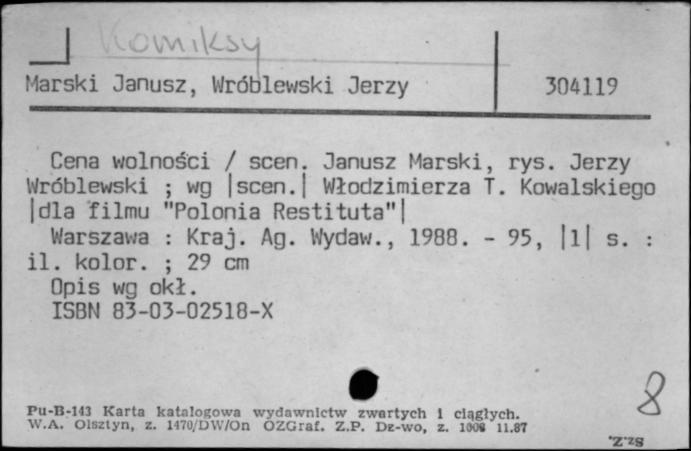 Komiksy
Marski Janusz, Wróblewski Jerzy 304119
Cena wolności / scen. Janusz Marski, rys. Jerzy
Wróblewski ; wg |scen.| Włodzimierza T. Kowalskiego
|dla filmu "Polonia Restituta"|
Warszawa : Kraj. Ag. Wydaw., 1988. - 95, |1| s. :
il. kolor. ; 29 cm
Opis wg okł.
ISBN 83-03-02518-X
8
Pu-B-143 Karta katalogowa wydawnictw zwartych i ciągłych.
W.A. Olsztyn, z. 1470/DW/On OZGraf. Z.P. Dz-wo, z. 11.87